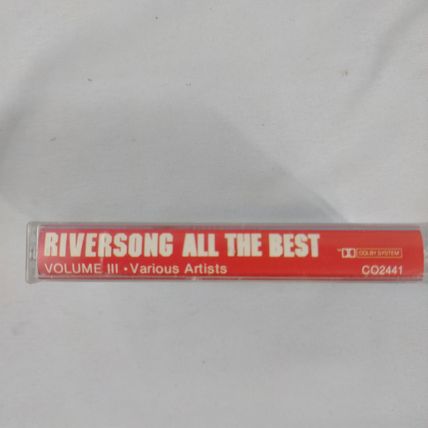 RIVERSONG ALL THE BEST
DOLBY SYSTEM
VOLUME III • Various Artists
CO2441